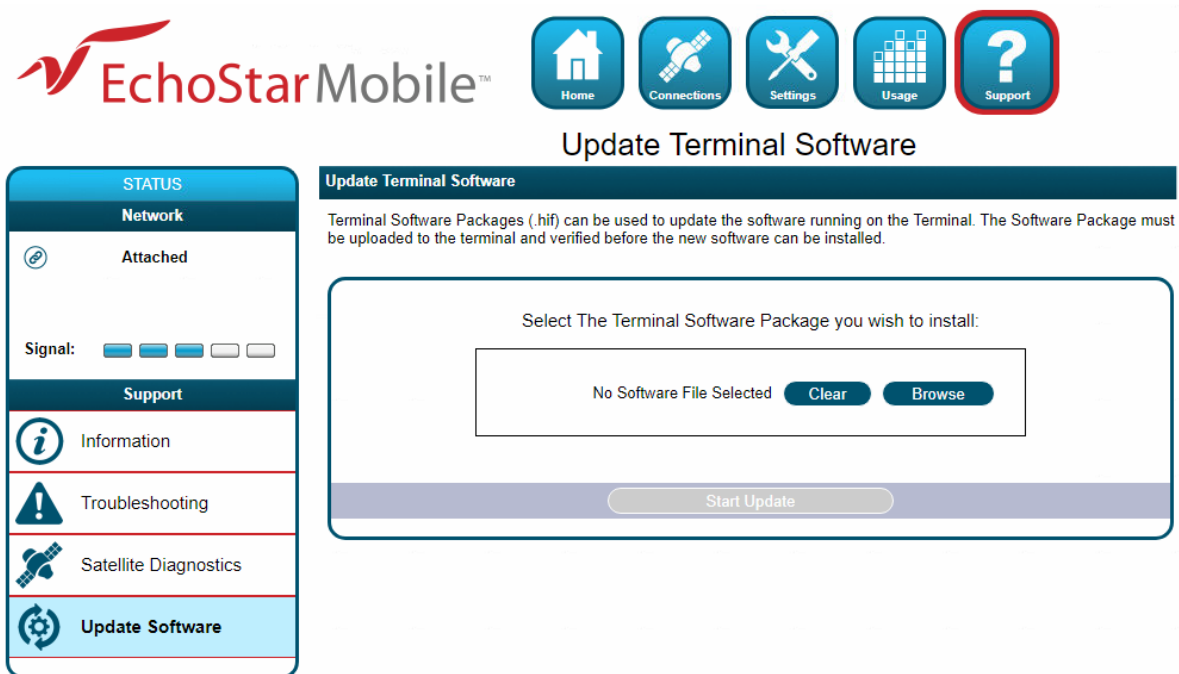 EchoStar Mobile™
Home
Connections
Settings
Usage
Support
Update Terminal Software
STATUS
Network
Attached
Signal:
Support
Information
Troubleshooting
Satellite Diagnostics
Update Software
Update Terminal Software
Terminal Software Packages (.hif) can be used to update the software running on the Terminal. The Software Package must
be uploaded to the terminal and verified before the new software can be installed.
Select The Terminal Software Package you wish to install:
No Software File Selected Clear Browse
Start Update